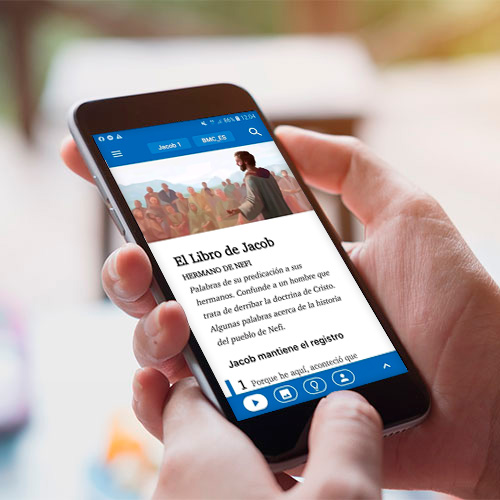 86% 12:04
Jacob 1 BMC_ES
El Libro de Jacob
HERMANO DE NEFI
Palabras de su predicación a sus
hermanos. Confunde a un hombre que
trata de derribar la doctrina de Cristo.
Algunas palabras acerca de la historia
del pueblo de Nefi.
Jacob mantiene el registro
1 Porque he aquí, aconteció que